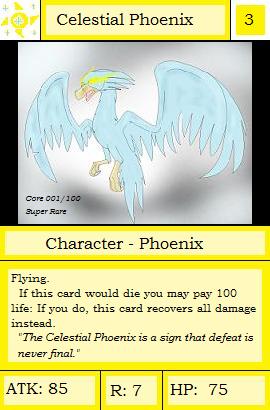 Celestial Phoenix 3
Core 001/100
Super Rare
Character - Phoenix
Flying.
If this card would die you may pay 100
life: If you do, this card recovers all damage
instead.
"The Celestial Phoenix is a sign that defeat is
never final."
ATK: 85 R: 7 HP: 75